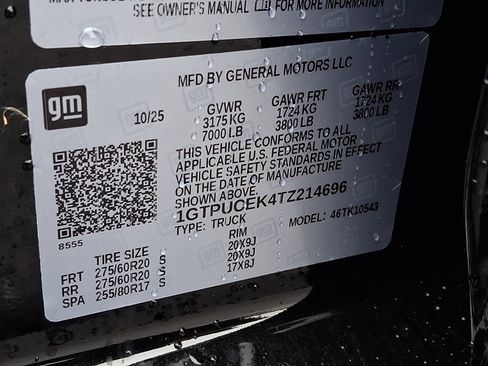 SEE OWNER'S MANUAL FOR MORE INFORMATION
MFD BY GENERAL MOTORS LLC
gm
10/25
GVWR GAWR FRT GAWR RR
3175 KG 1724 KG 1724 KG
7000 LB 3800 LB 3800 LB
THIS VEHICLE CONFORMS TO ALL
APPLICABLE U.S. FEDERAL MOTOR
VEHICLE SAFETY STANDARDS IN EFFECT
ON THE DATE OF MANUFACTURE
1GTPUCEK4TZ214696
TYPE: TRUCK MODEL: 46TK10543
8555
TIRE SIZE RIM
FRT 275/60R20 S 20X9J
RR 275/60R20 S 20X9J
SPA 255/80R17 S 17X8J